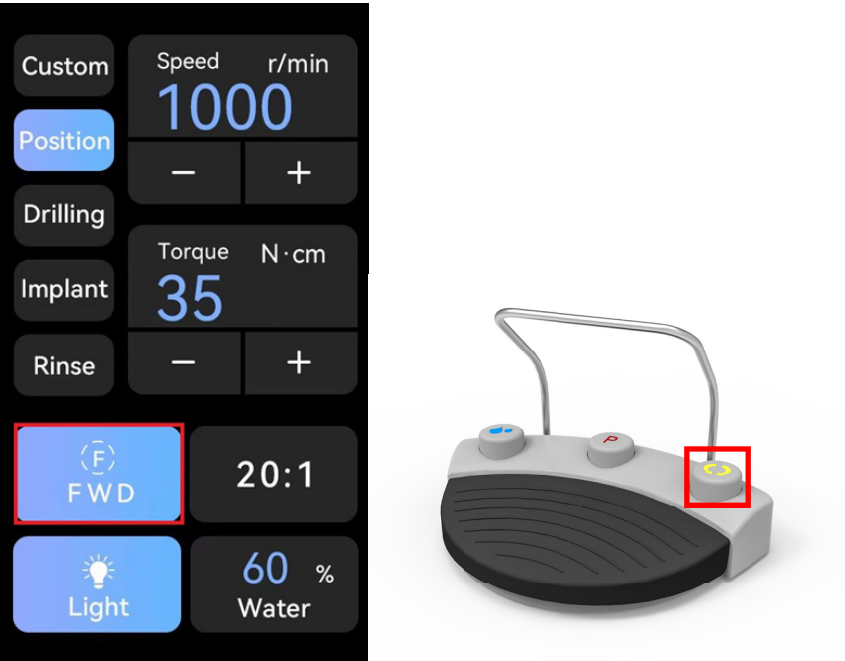 Custom
Position
Drilling
Implant
Rinse
Speed r/min
1000
− +
Torque N·cm
35
− +
(F)
FWD
20:1
Light
60 %
Water
P